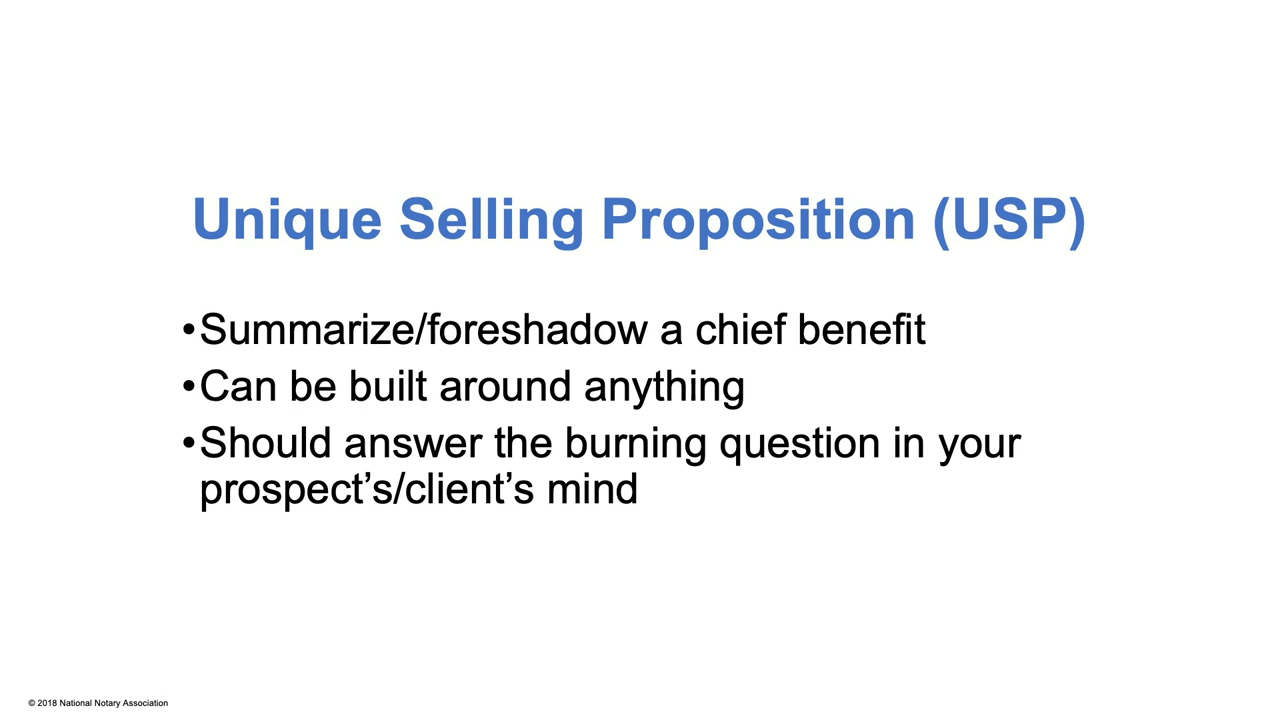 Unique Selling Proposition (USP)
•Summarize/foreshadow a chief benefit
•Can be built around anything
•Should answer the burning question in your
prospect’s/client’s mind
© 2018 National Notary Association